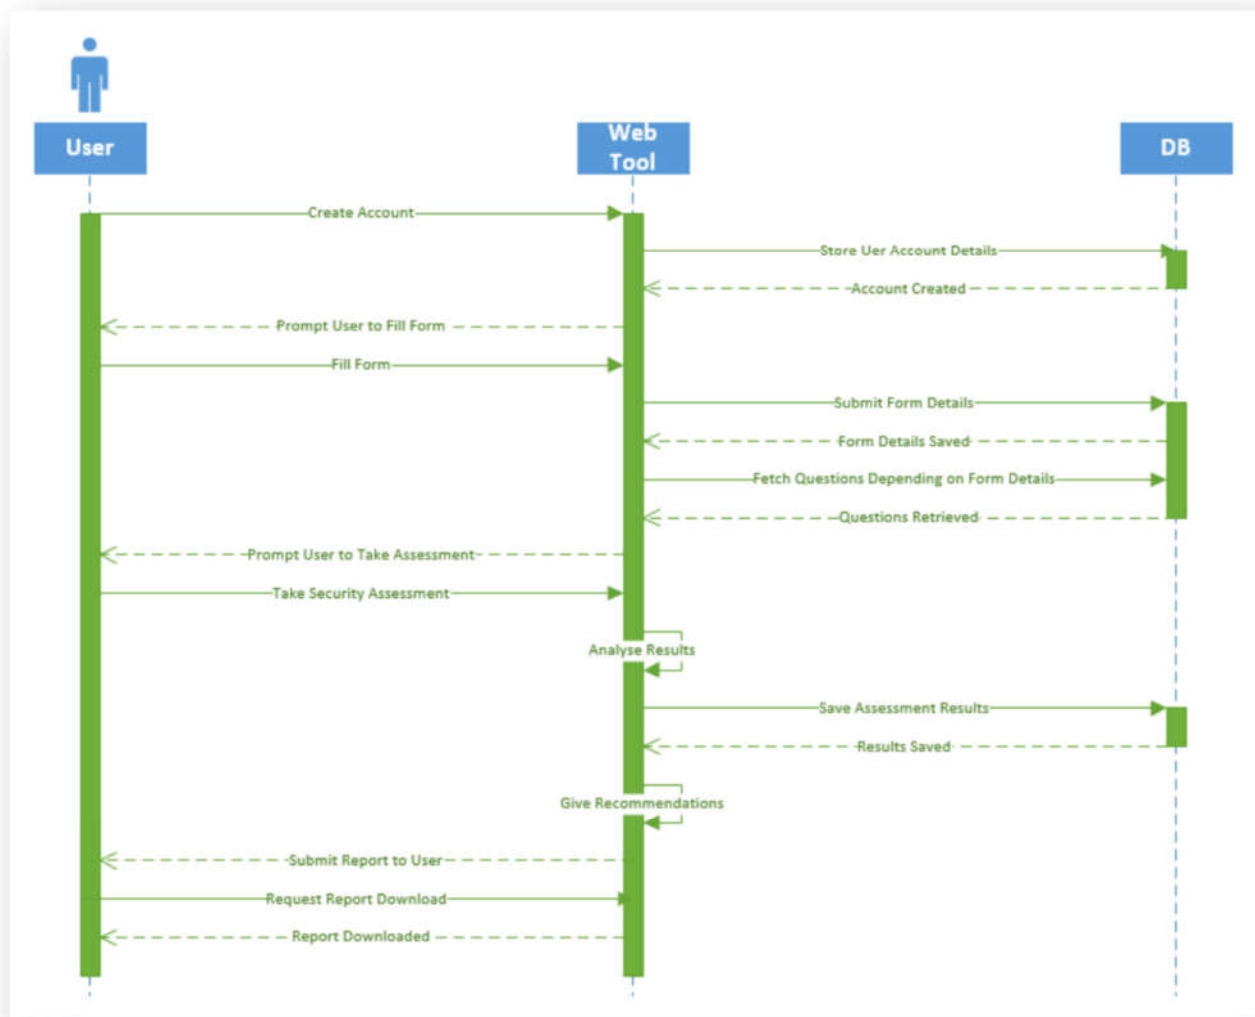 User
Web
Tool
DB
Create Account
Store Uer Account Details
Account Created
Prompt User to Fill Form
Fill Form
Submit Form Details
Form Details Saved
Fetch Questions Depending on Form Details
Questions Retrieved
Prompt User to Take Assessment
Take Security Assessment
Analyse Results
Save Assessment Results
Results Saved
Give Recommendations
Submit Report to User
Request Report Download
Report Downloaded